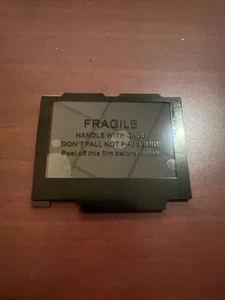 FRAGILE
HANDLE WITH
DON'T FALL NOT
Peel off this film before